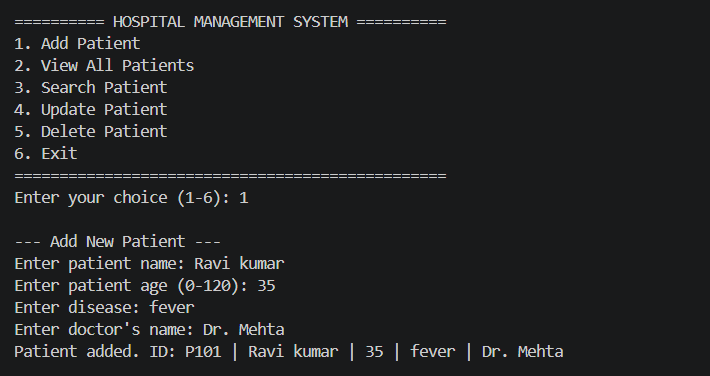 ========== HOSPITAL MANAGEMENT SYSTEM ==========
1. Add Patient
2. View All Patients
3. Search Patient
4. Update Patient
5. Delete Patient
6. Exit
================================================
Enter your choice (1-6): 1
--- Add New Patient ---
Enter patient name: Ravi kumar
Enter patient age (0-120): 35
Enter disease: fever
Enter doctor's name: Dr. Mehta
Patient added. ID: P101 | Ravi kumar | 35 | fever | Dr. Mehta